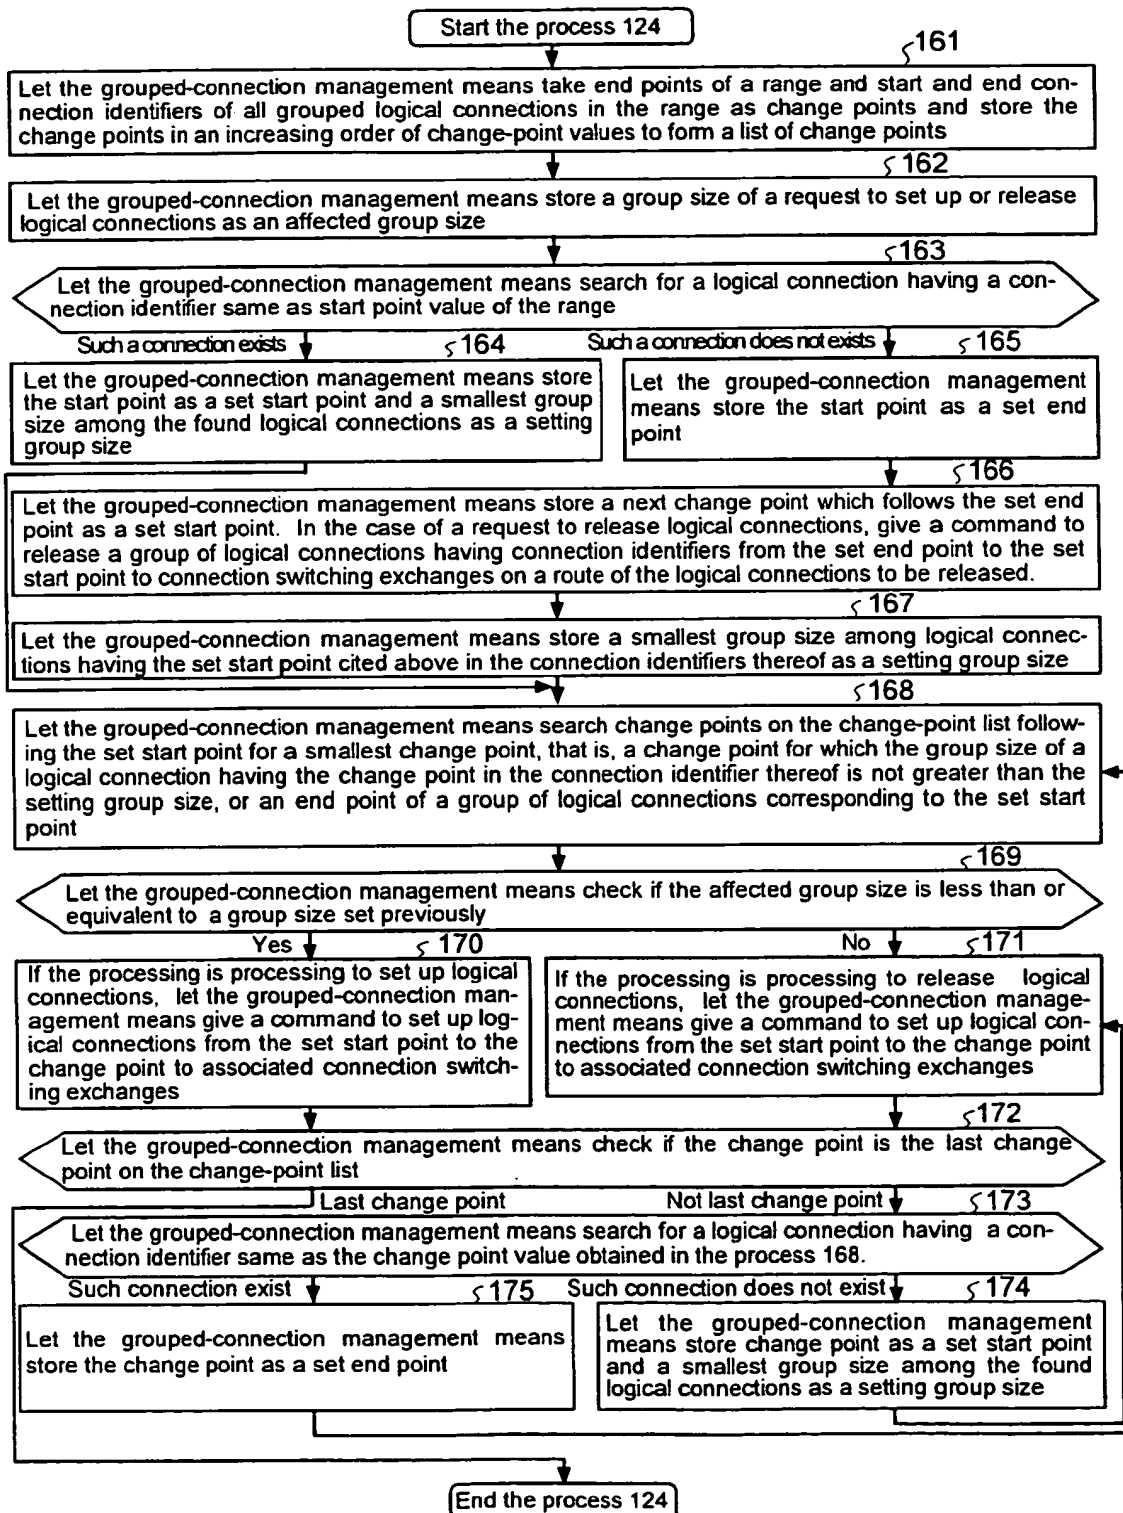 Start the process 124
161
Let the grouped-connection management means take end points of a range and start and end con-
nection identifiers of all grouped logical connections in the range as change points and store the
change points in an increasing order of change-point values to form a list of change points
162
Let the grouped-connection management means store a group size of a request to set up or release
logical connections as an affected group size
163
Let the grouped-connection management means search for a logical connection having a con-
nection identifier same as start point value of the range
Such a connection exists
164
Such a connection does not exists
165
Let the grouped-connection management means store
the start point as a set start point and a smallest group
size among the found logical connections as a setting
group size
Let the grouped-connection management
means store the start point as a set end
point
166
Let the grouped-connection management means store a next change point which follows the set end
point as a set start point. In the case of a request to release logical connections, give a command to
release a group of logical connections having connection identifiers from the set end point to the set
start point to connection switching exchanges on a route of the logical connections to be released.
167
Let the grouped-connection management means store a smallest group size among logical connec-
tions having the set start point cited above in the connection identifiers thereof as a setting group size
168
Let the grouped-connection management means search change points on the change-point list follow-
ing the set start point for a smallest change point, that is, a change point for which the group size of a
logical connection having the change point in the connection identifier thereof is not greater than the
setting group size, or an end point of a group of logical connections corresponding to the set start
point
169
Let the grouped-connection management means check if the affected group size is less than or
equivalent to a group size set previously
Yes
170
No
171
If the processing is processing to set up logical
connections, let the grouped-connection man-
agement means give a command to set up log-
ical connections from the set start point to the
change point to associated connection switch-
ing exchanges
If the processing is processing to release logical
connections, let the grouped-connection manage-
ment means give a command to set up logical con-
nections from the set start point to the change point
to associated connection switching exchanges
172
Let the grouped-connection management means check if the change point is the last change
point on the change-point list
Last change point
Not last change point
173
Let the grouped-connection management means search for a logical connection having a con-
nection identifier same as the change point value obtained in the process 168.
Such connection exist
175
Such connection does not exist
174
Let the grouped-connection management means
store the change point as a set end point
Let the grouped-connection management
means store change point as a set start point
and a smallest group size among the found
logical connections as a setting group size
End the process 124